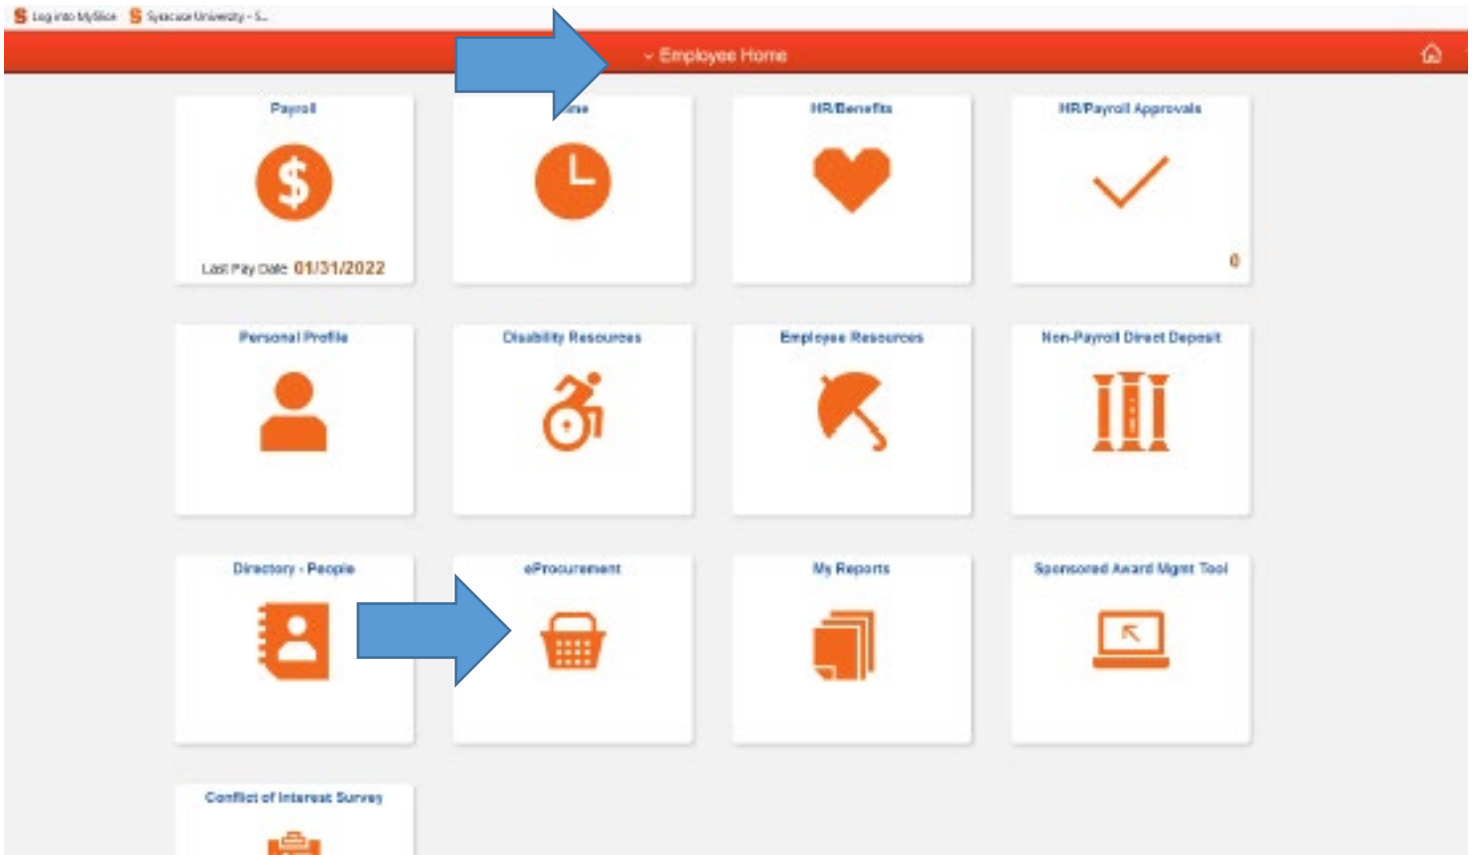 Log into MySlice
Syracuse University - S...
Employee Home
Payroll
HR/Benefits
HR/Payroll Approvals
$
Last Pay Date 01/31/2022
0
Personal Profile
Disability Resources
Employee Resources
Non-Payroll Direct Deposit
Directory - People
eProcurement
My Reports
Sponsored Award Mgmt Tool
Conflict of Interest Survey